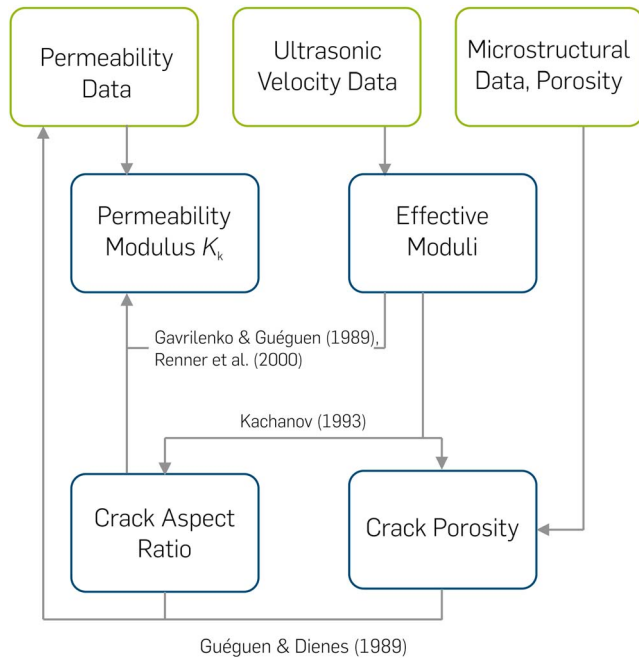 Permeability
Data
Ultrasonic
Velocity Data
Microstructural
Data, Porosity
Permeability
Modulus Kk
Effective
Moduli
Gavrilenko & Guéguen (1989),
Renner et al. (2000)
Kachanov (1993)
Crack Aspect
Ratio
Crack Porosity
Guéguen & Dienes (1989)